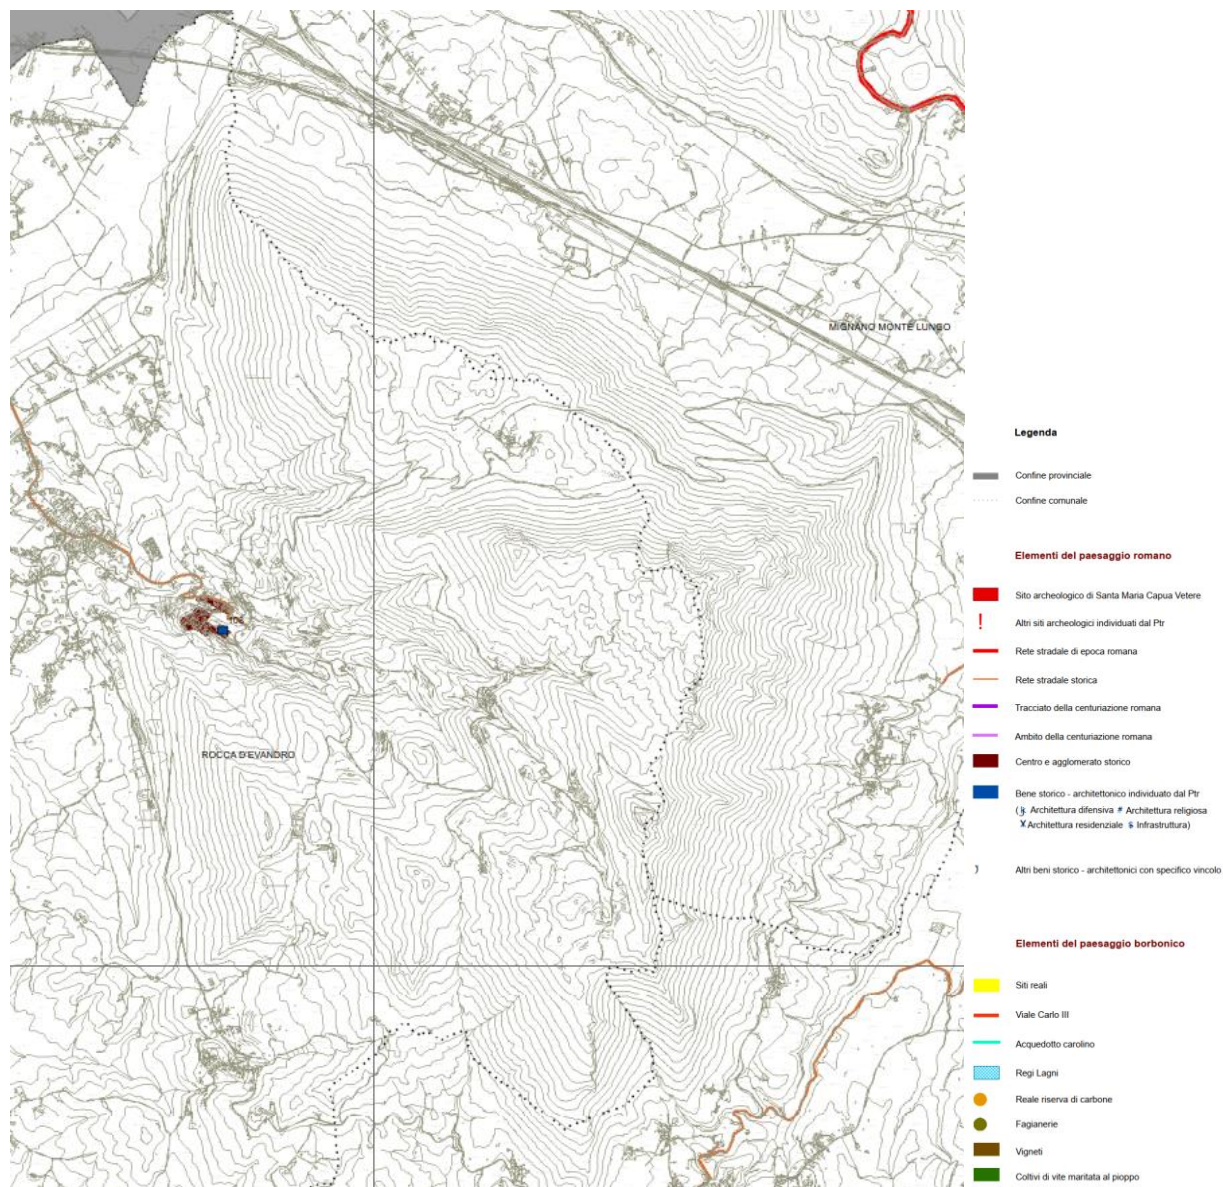 MIGNANO MONTE LUNGO
ROCCA D'EVANDRO
Legenda
Confine provinciale
Confine comunale
Elementi del paesaggio romano
Sito archeologico di Santa Maria Capua Vetere
! Altri siti archeologici individuati dal Ptr
Rete stradale di epoca romana
Rete stradale storica
Tracciato della centuriazione romana
Ambito della centuriazione romana
Centro e agglomerato storico
Bene storico - architettonico individuato dal Ptr
( Architettura difensiva # Architettura religiosa
Architettura residenziale Infrastruttura)
Altri beni storico - architettonici con specifico vincolo
Elementi del paesaggio borbonico
Siti reali
Viale Carlo III
Acquedotto carolino
Regi Lagni
Reale riserva di carbone
Fagianerie
Vigneti
Coltivi di vite maritata al pioppo